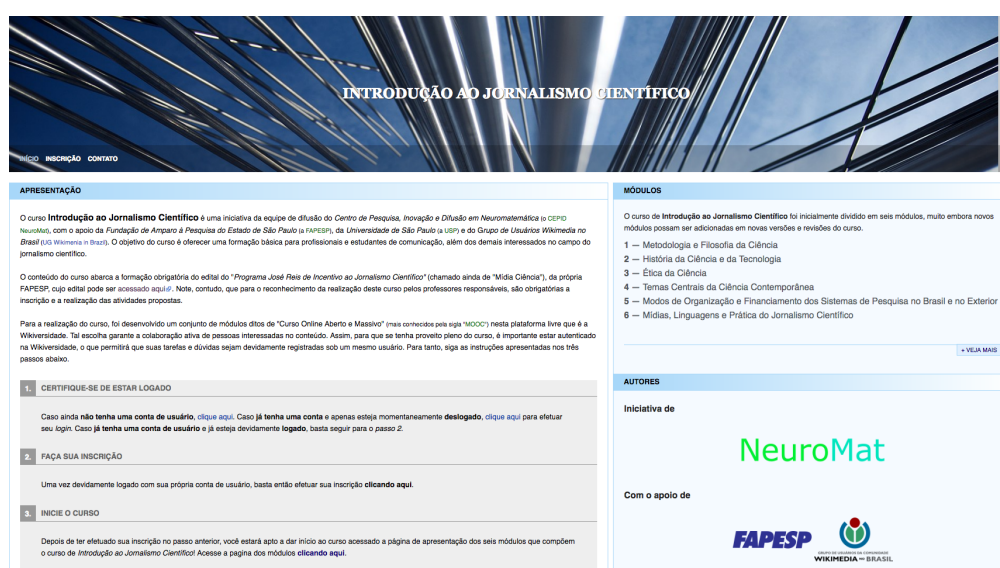 INTRODUÇÃO AO JORNALISMO CIENTÍFICO
INÍCIO INSCRIÇÃO CONTATO
APRESENTAÇÃO
O curso Introdução ao Jornalismo Científico é uma iniciativa da equipe de difusão do Centro de Pesquisa, Inovação e Difusão em Neuromatemática (o CEPID
NeuroMat), com o apoio da Fundação de Amparo à Pesquisa do Estado de São Paulo (a FAPESP), da Universidade de São Paulo (a USP) e do Grupo de Usuários Wikimedia no
Brasil (UG Wikimedia in Brazil). O objetivo do curso é oferecer uma formação básica para profissionais e estudantes de comunicação, além dos demais interessados no campo do
jornalismo científico.
O conteúdo do curso abarca a formação obrigatória do edital do "Programa José Reis de Incentivo ao Jornalismo Científico" (chamado ainda de "Mídia Ciência"), da própria
FAPESP, cujo edital pode ser acessado aqui. Note, contudo, que para o reconhecimento da realização deste curso pelos professores responsáveis, são obrigatórias a
inscrição e a realização das atividades propostas.
Para a realização do curso, foi desenvolvido um conjunto de módulos ditos de "Curso Online Aberto e Massivo" (mais conhecidos pela sigla "MOOC") nesta plataforma livre que é a
Wikiversidade. Tal escolha garante a colaboração ativa de pessoas interessadas no conteúdo. Assim, para que se tenha proveito pleno do curso, é importante estar autenticado
na Wikiversidade, o que permitirá que suas tarefas e dúvidas sejam devidamente registradas sob um mesmo usuário. Para tanto, siga as instruções apresentadas nos três
passos abaixo.
1. CERTIFIQUE-SE DE ESTAR LOGADO
Caso ainda não tenha uma conta de usuário, clique aqui. Caso já tenha uma conta e apenas esteja momentaneamente deslogado, clique aqui para efetuar
seu login. Caso já tenha uma conta de usuário e já esteja devidamente logado, basta seguir para o passo 2.
2. FAÇA SUA INSCRIÇÃO
Uma vez devidamente logado com sua própria conta de usuário, basta então efetuar sua inscrição clicando aqui.
3. INICIE O CURSO
Depois de ter efetuado sua inscrição no passo anterior, você estará apto a dar início ao curso acessado a página de apresentação dos seis módulos que compõem
o curso de Introdução ao Jornalismo Científico! Acesse a pagina dos módulos clicando aqui.
MÓDULOS
O curso de Introdução ao Jornalismo Científico foi inicialmente dividido em seis módulos, muito embora novos
módulos possam ser adicionadas em novas versões e revisões do curso.
1 — Metodologia e Filosofia da Ciência
2 — História da Ciência e da Tecnologia
3 — Ética da Ciência
4 — Temas Centrais da Ciência Contemporânea
5 — Modos de Organização e Financiamento dos Sistemas de Pesquisa no Brasil e no Exterior
6 — Mídias, Linguagens e Prática do Jornalismo Científico
+ VEJA MAIS
AUTORES
Iniciativa de
NeuroMat
Com o apoio de
FAPESP
GRUPO DE USUÁRIOS DA COMUNIDADE
WIKIMEDIA — BRASIL